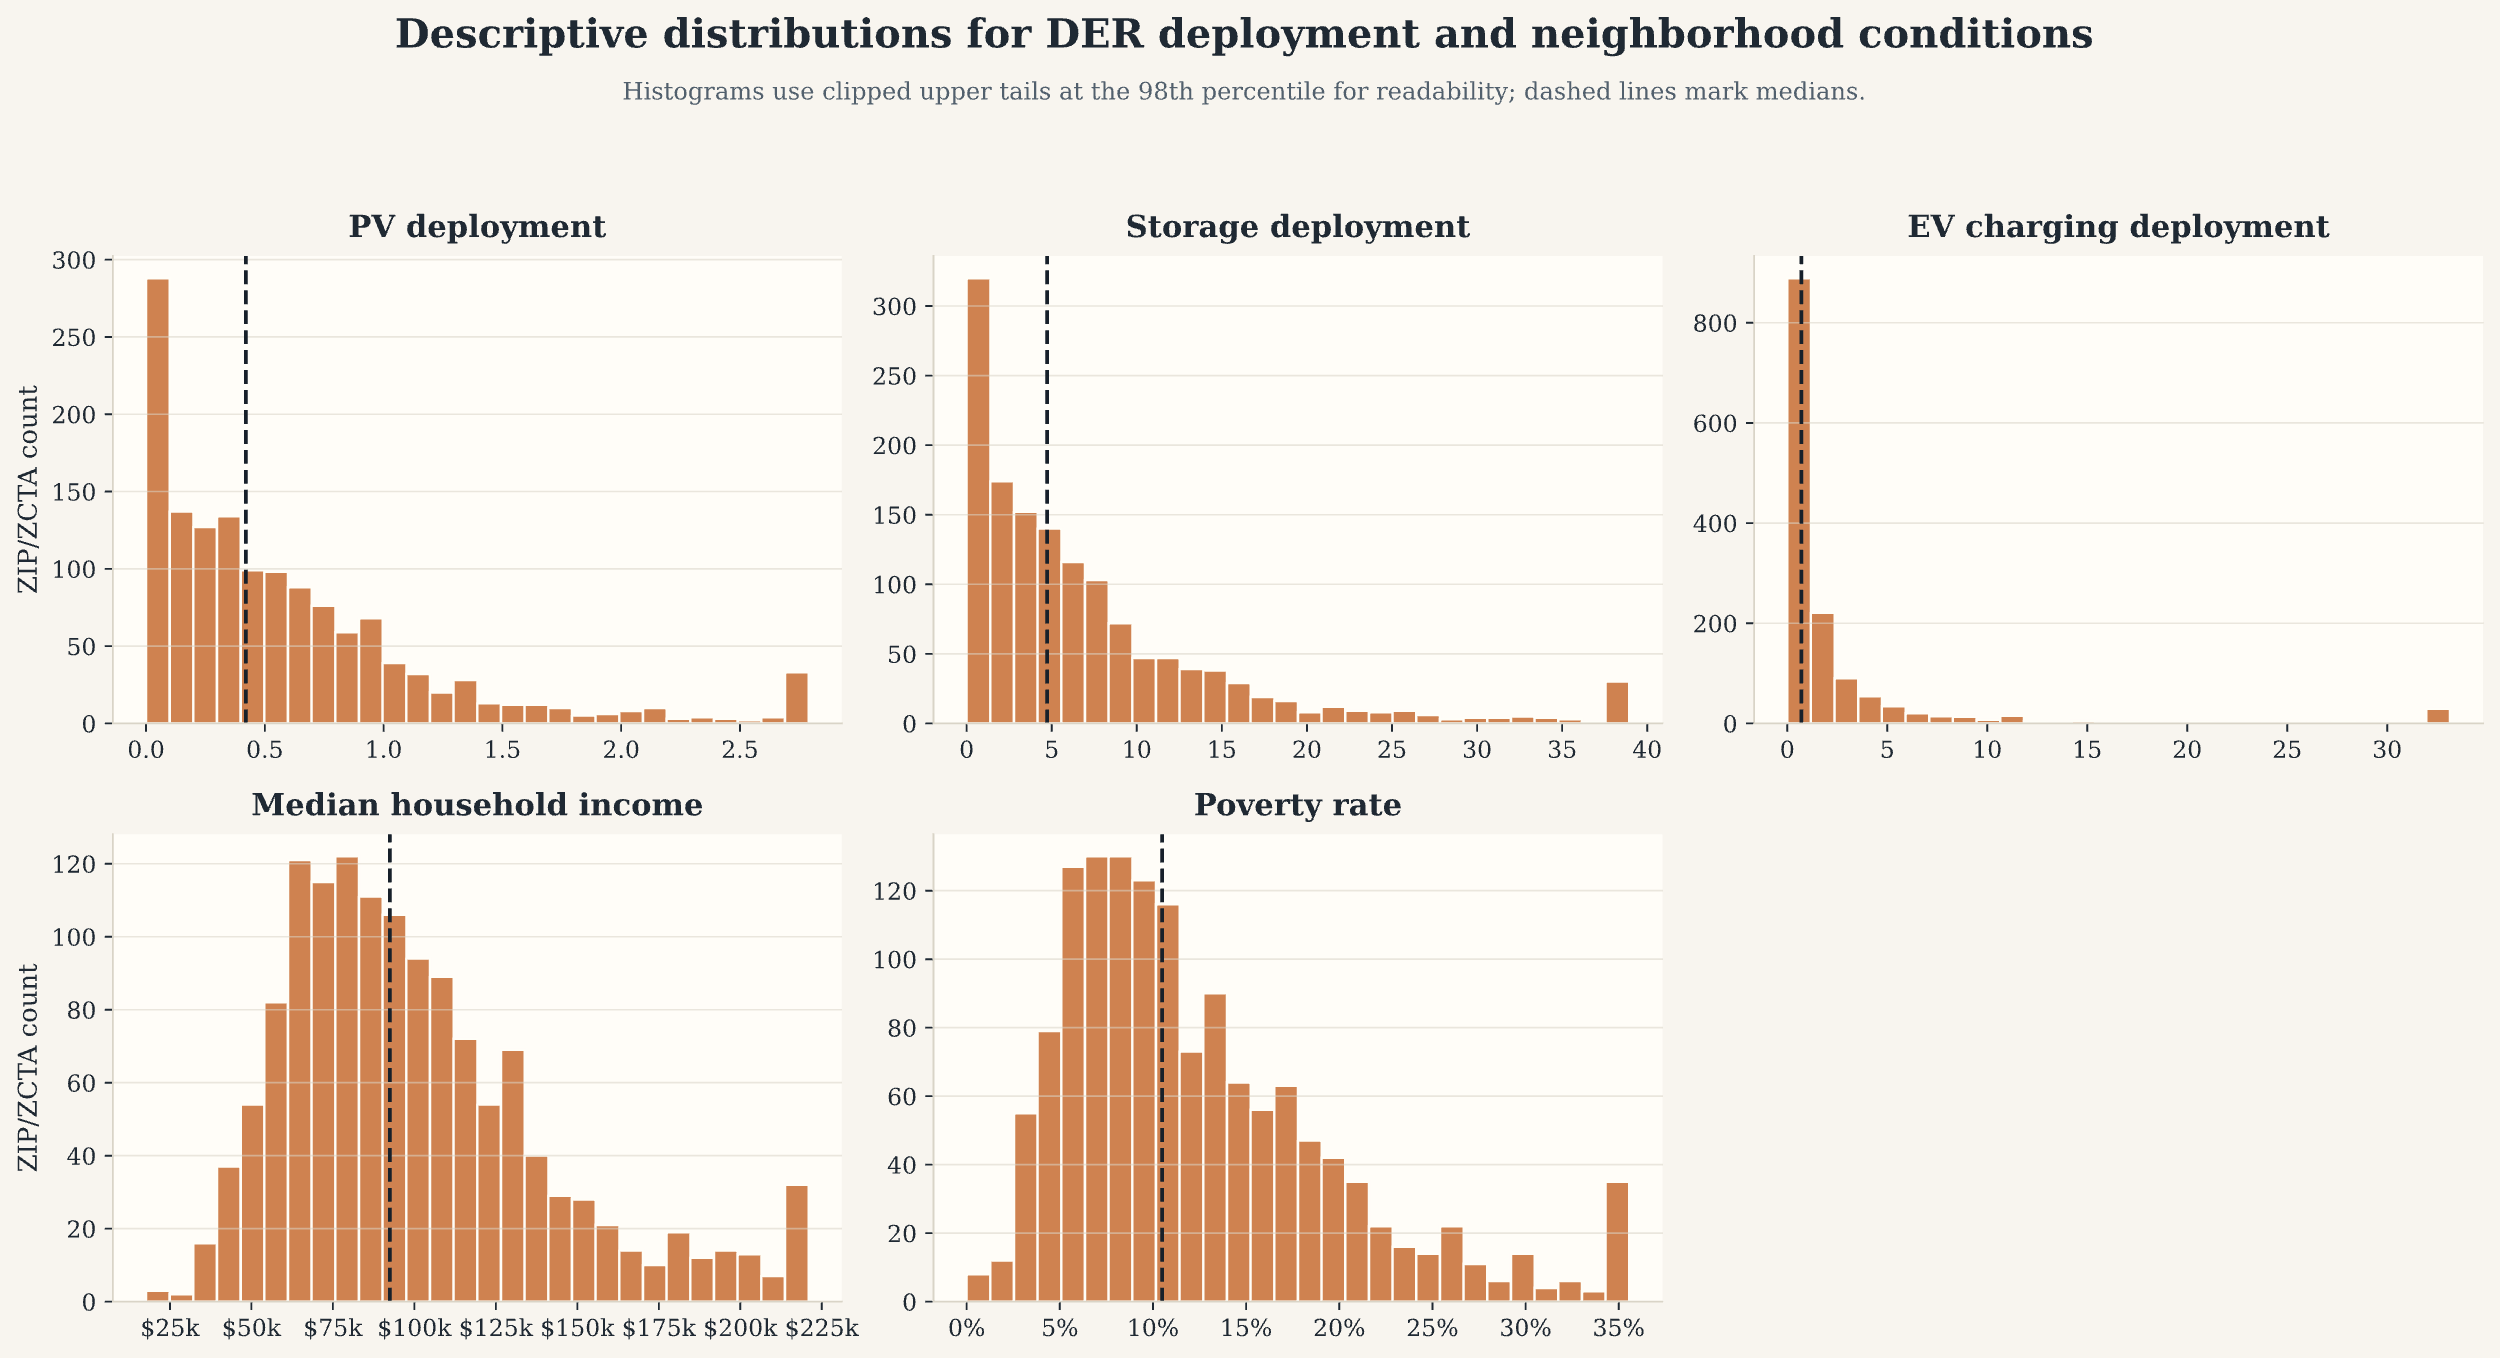 Descriptive distributions for DER deployment and neighborhood conditions
Histograms use clipped upper tails at the 98th percentile for readability; dashed lines mark medians.
PV deployment
ZIP/ZCTA count
300
250
200
150
100
50
0
0.0 0.5 1.0 1.5 2.0 2.5
Storage deployment
300
250
200
150
100
50
0
0 5 10 15 20 25 30 35 40
EV charging deployment
800
600
400
200
0
0 5 10 15 20 25 30
Median household income
ZIP/ZCTA count
120
100
80
60
40
20
0
$25k $50k $75k $100k $125k $150k $175k $200k $225k
Poverty rate
120
100
80
60
40
20
0
0% 5% 10% 15% 20% 25% 30% 35%